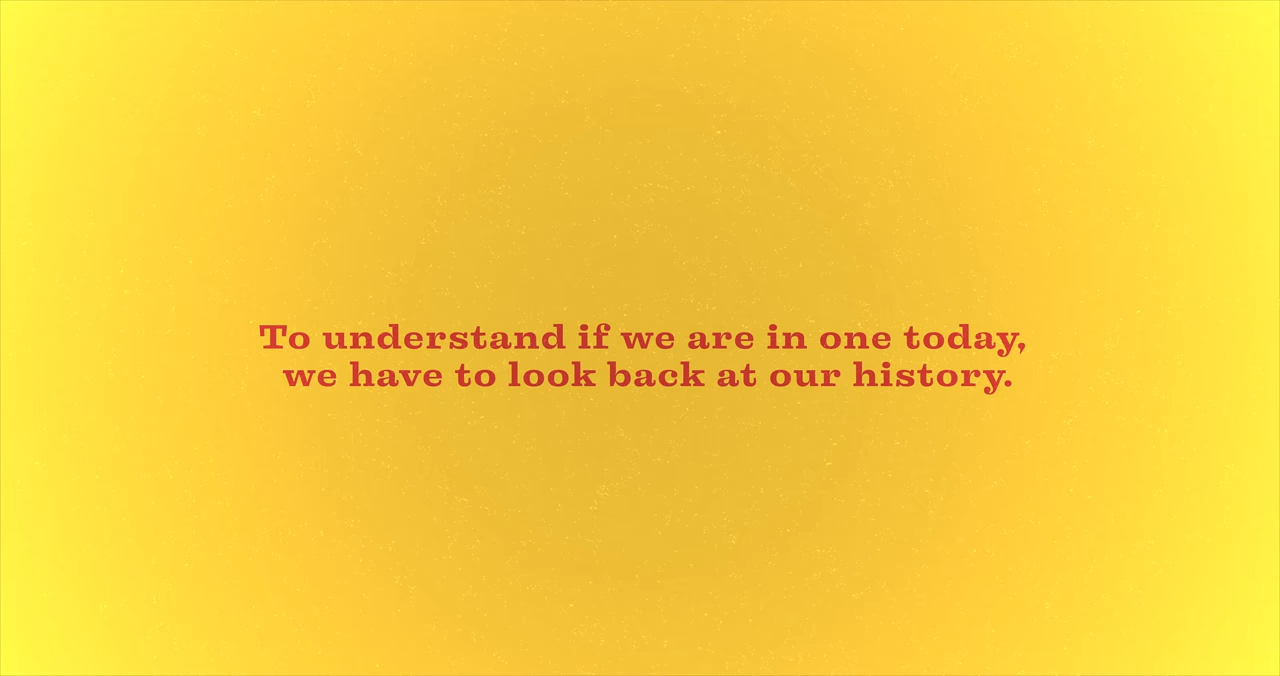 To understand if we are in one today,
we have to look back at our history.